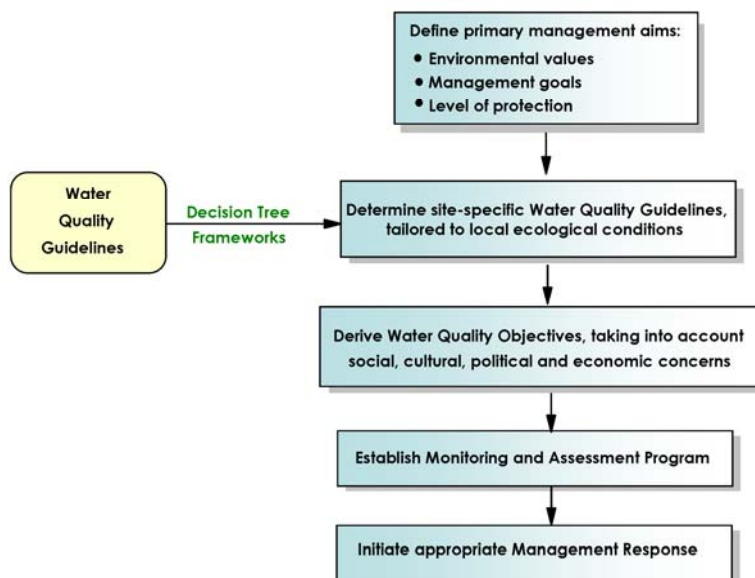 Define primary management aims:
• Environmental values
• Management goals
• Level of protection
Water
Quality
Guidelines
Decision Tree
Frameworks
Determine site-specific Water Quality Guidelines,
tailored to local ecological conditions
Derive Water Quality Objectives, taking into account
social, cultural, political and economic concerns
Establish Monitoring and Assessment Program
Initiate appropriate Management Response